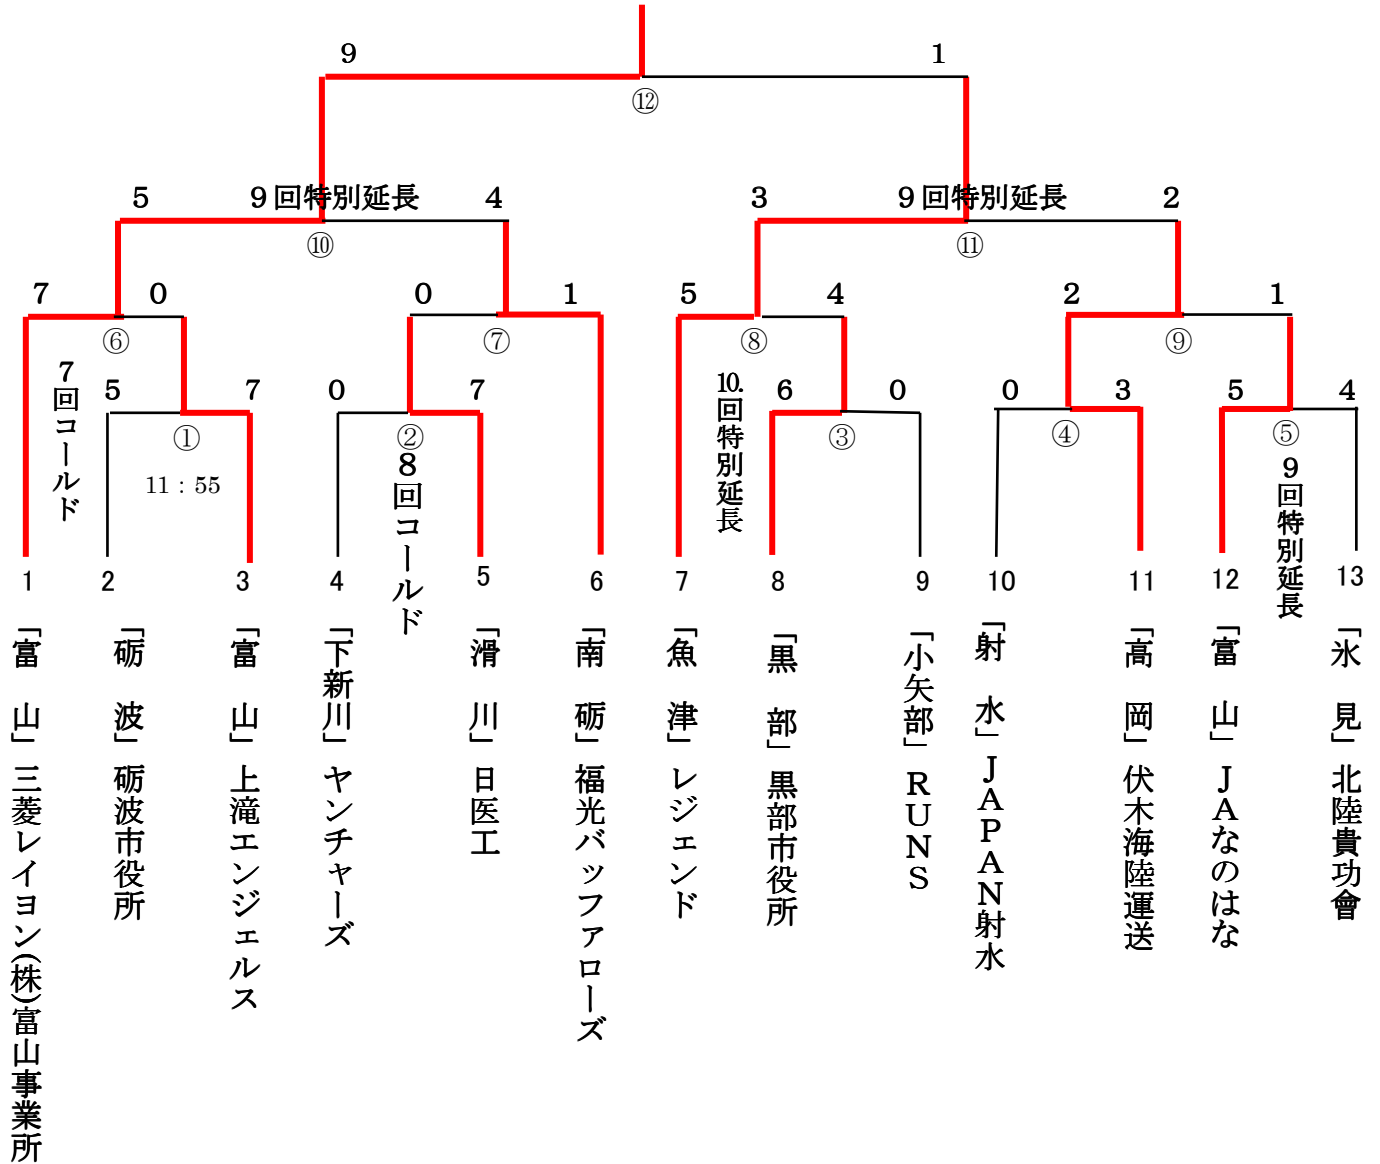 9 1
⑫
5 9回特別延長 4 3 9回特別延長 2
⑩ ⑪
7 0 0 1 5 4 2 1
⑥ ⑦ ⑧ ⑨
7回コールド
5 7 0 7
10.回特別延長
6 0 0 3 5 4
① ② ③ ④ ⑤
11：55
8回コールド
9回特別延長
1 2 3 4 5 6 7 8 9 10 11 12 13
「富 山」三菱レイヨン(株)富山事業所
「砺 波」砺波市役所
「富 山」上滝エンジェルス
「下新川」ヤンチャーズ
「滑 川」日医工
「南 砺」福光バッファローズ
「魚 津」レジェンド
「黒 部」黒部市役所
「小矢部」RUNS
「射 水」JAPAN射水
「高 岡」伏木海陸運送
「富 山」JAなのはな
「氷 見」北陸貴功會